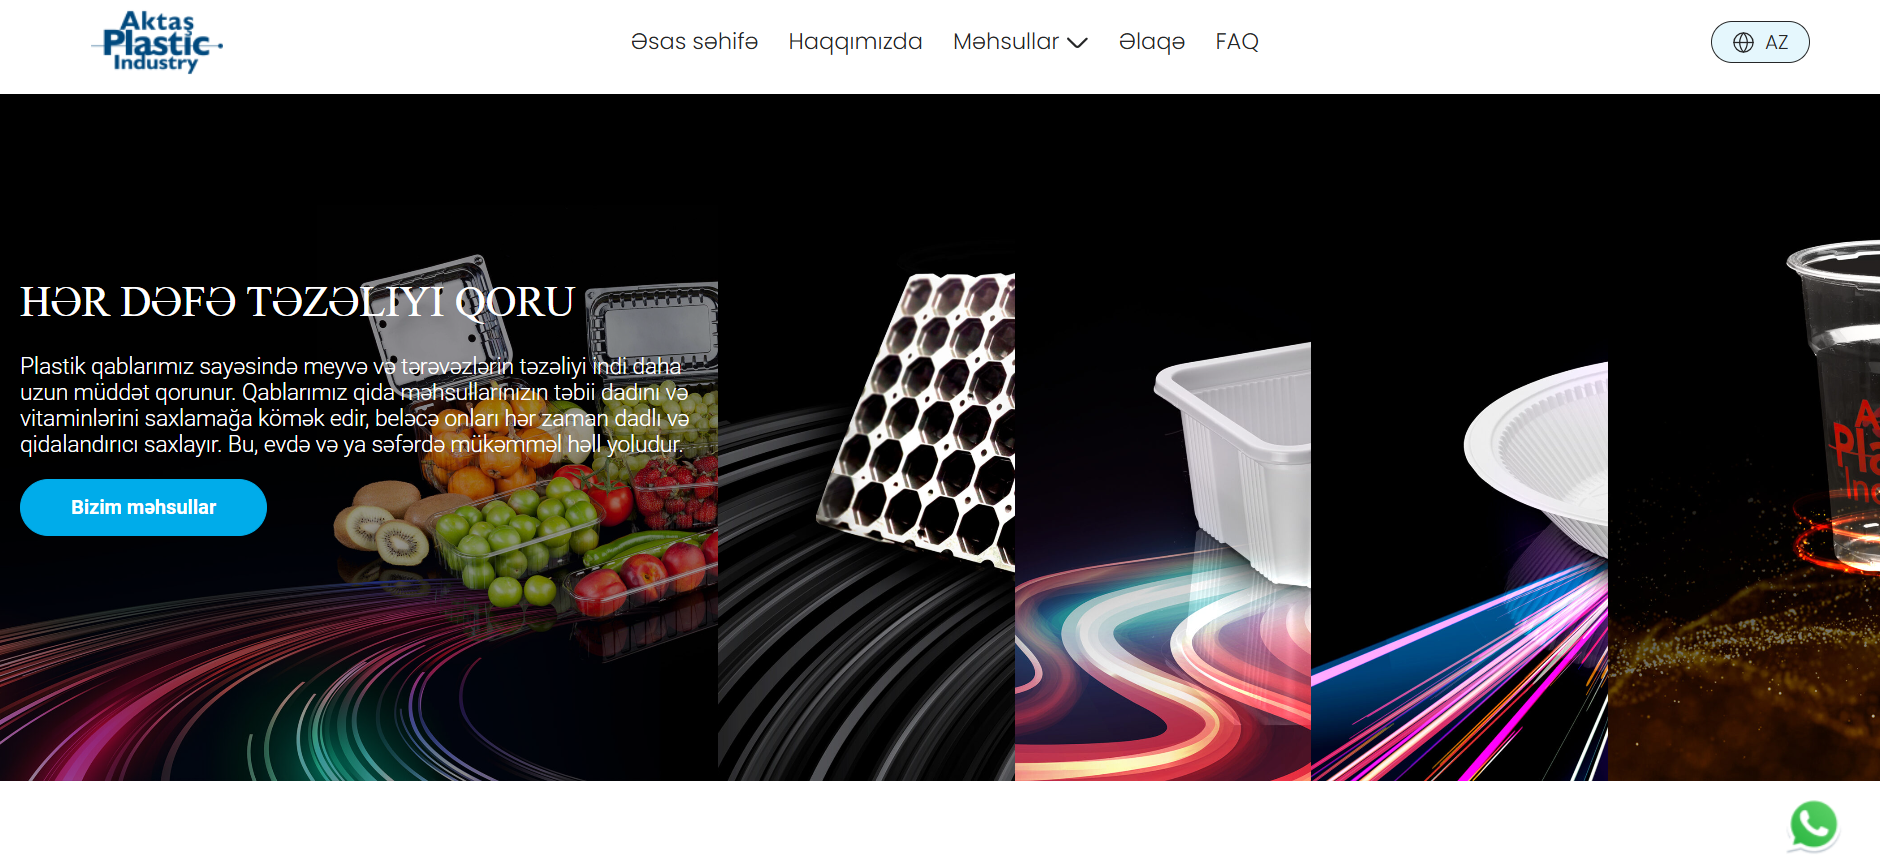 Aktaş
Plastic
Industry
Əsas səhifə Haqqımızda Məhsullar Əlaqə FAQ
AZ
HƏR DƏFƏ TƏZƏLIYI QORU
Plastik qablarımız sayəsində meyvə və tərəvəzlərin təzəliyi indi daha
uzun müddət qorunur. Qablarımız qida məhsullarınızın təbii dadını və
vitaminlərini saxlamağa kömək edir, beləcə onları hər zaman dadlı və
qidalandırıcı saxlayır. Bu, evdə və ya səfərdə mükəmməl həll yoludur.
Bizim məhsullar